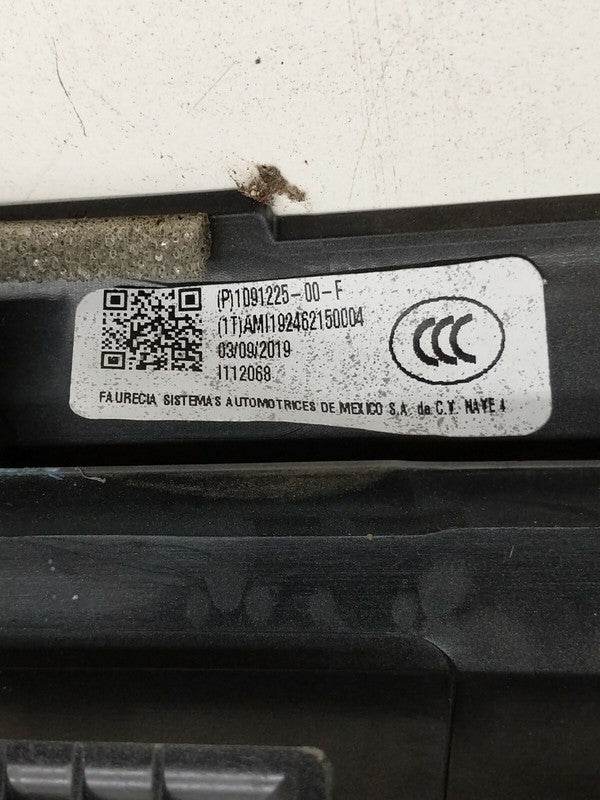 (P)1091225-00-F
(1T)AMI192462150004
03/09/2019
I112068
FAURECIA SISTEMAS AUTOMOTRICES DE MEXICO S.A. de C.V. NAVE 4
CCC